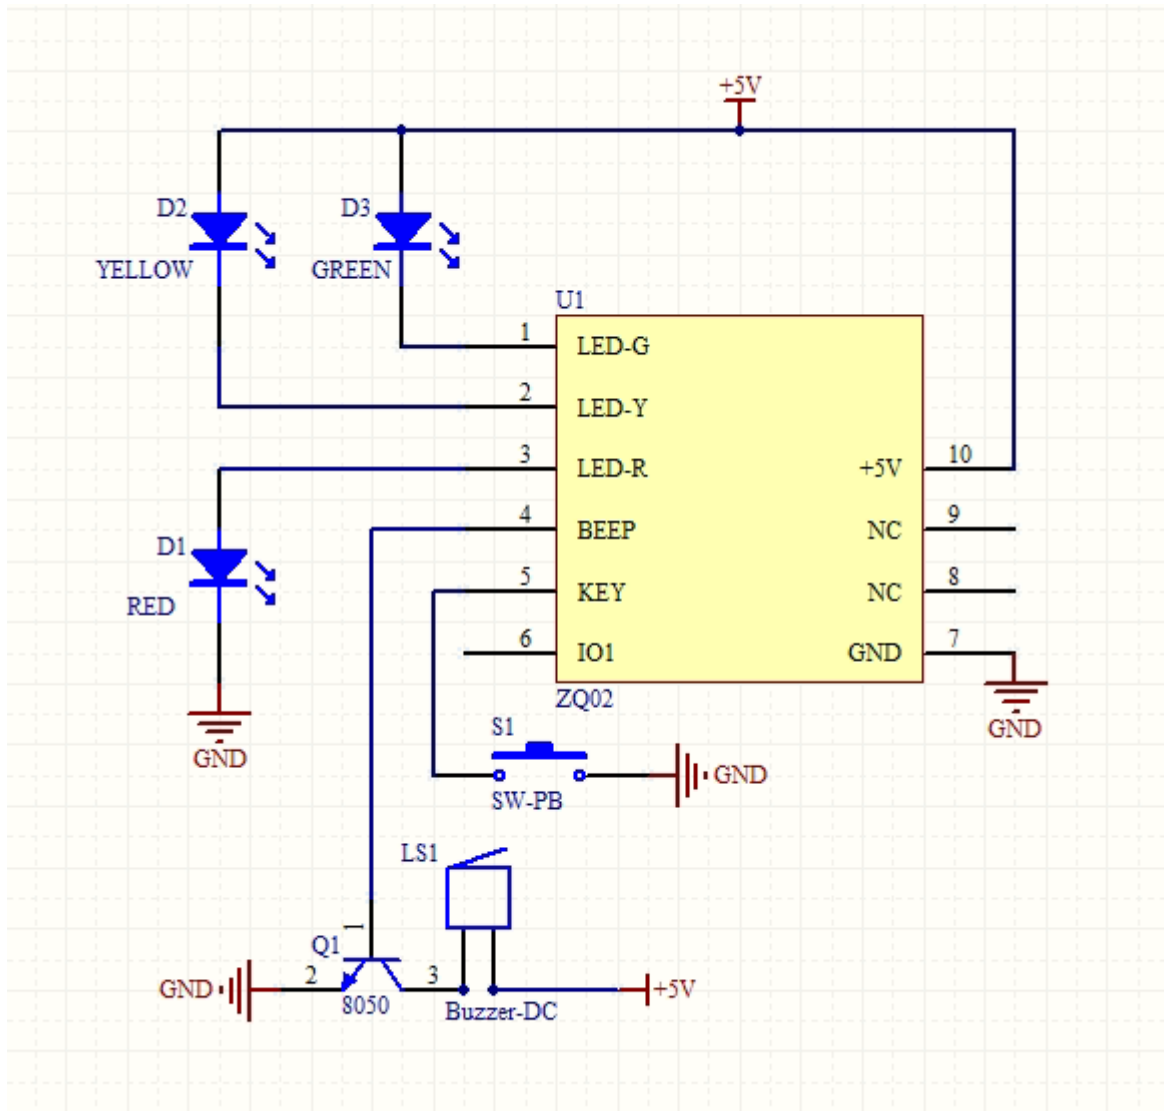 +5V
D2
D3
YELLOW
GREEN
U1
1
LED-G
2
LED-Y
3
LED-R
+5V
10
4
BEEP
NC
9
D1
5
KEY
NC
8
RED
6
IO1
GND
7
ZQ02
S1
GND
GND
GND
SW-PB
LS1
1
Q1
2
3
GND
+5V
8050
Buzzer-DC